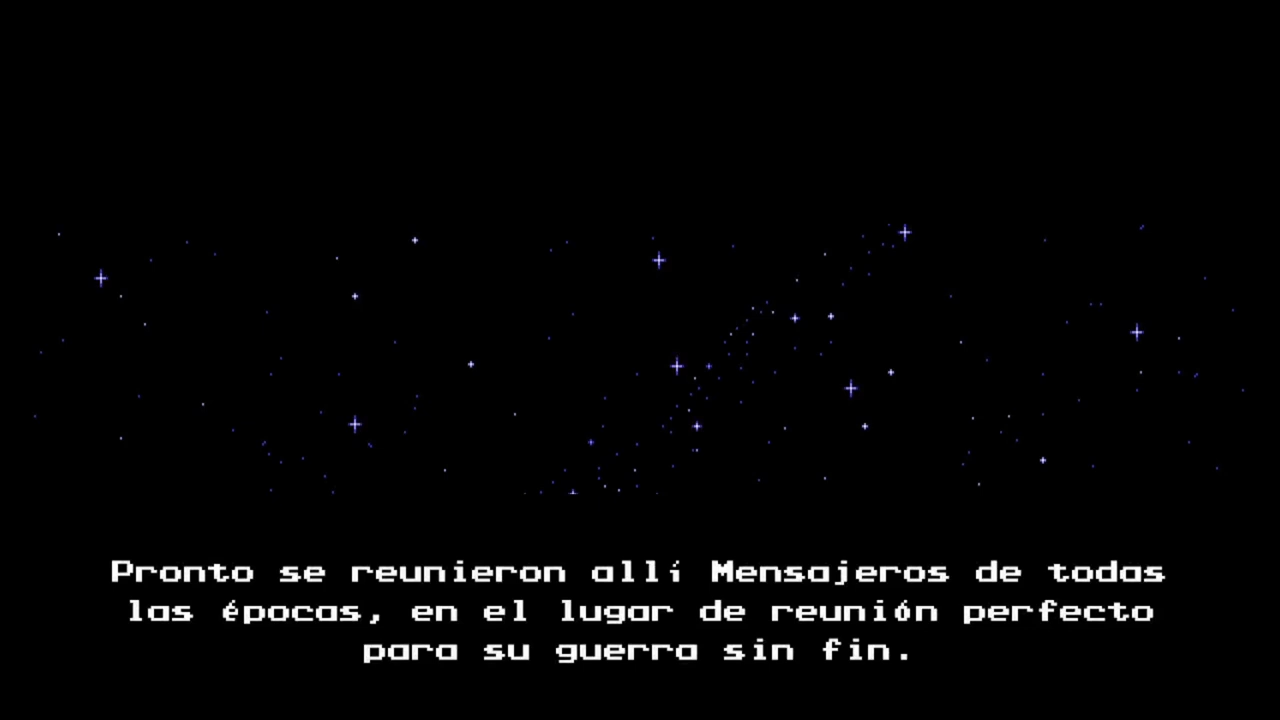 Pronto se reunieron allí Mensajeros de todas
las épocas, en el lugar de reunión perfecto
para su guerra sin fin.